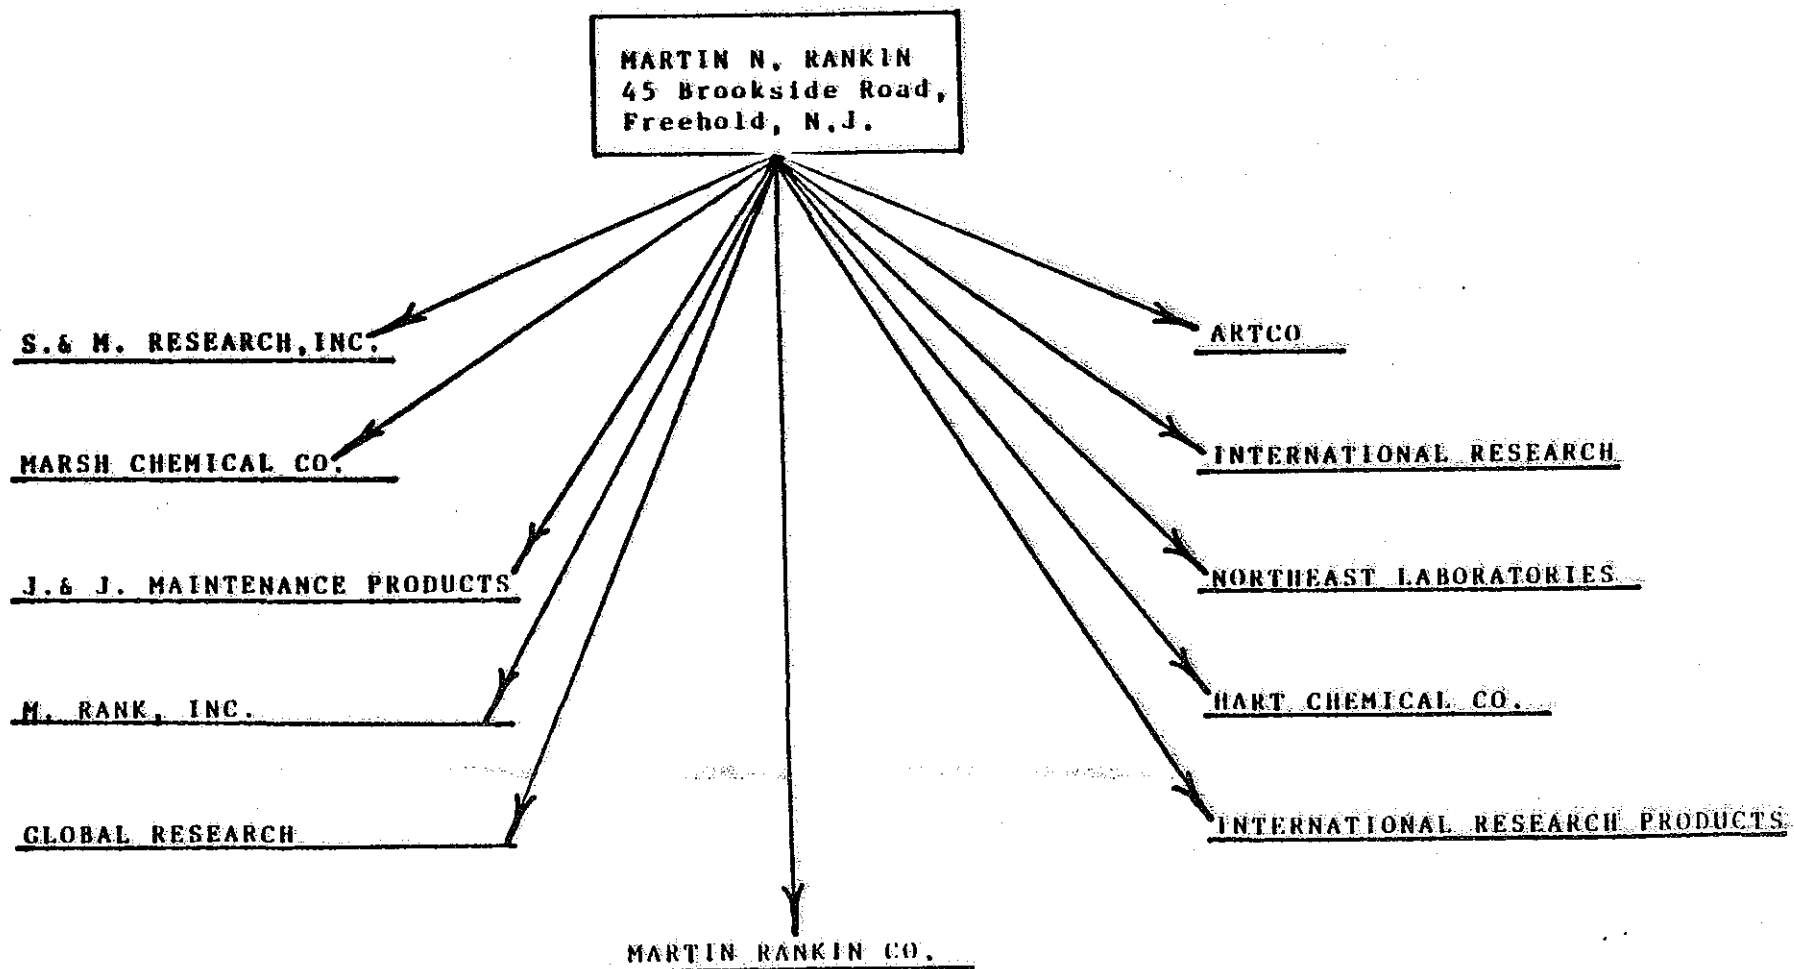 MARTIN N. RANKIN
45 Brookside Road,
Freehold, N.J.
S.& M. RESEARCH,INC.
MARSH CHEMICAL CO.
J.& J. MAINTENANCE PRODUCTS
M. RANK, INC.
GLOBAL RESEARCH
MARTIN RANKIN CO.
ARTCO
INTERNATIONAL RESEARCH
NORTHEAST LABORATORIES
HART CHEMICAL CO.
INTERNATIONAL RESEARCH PRODUCTS